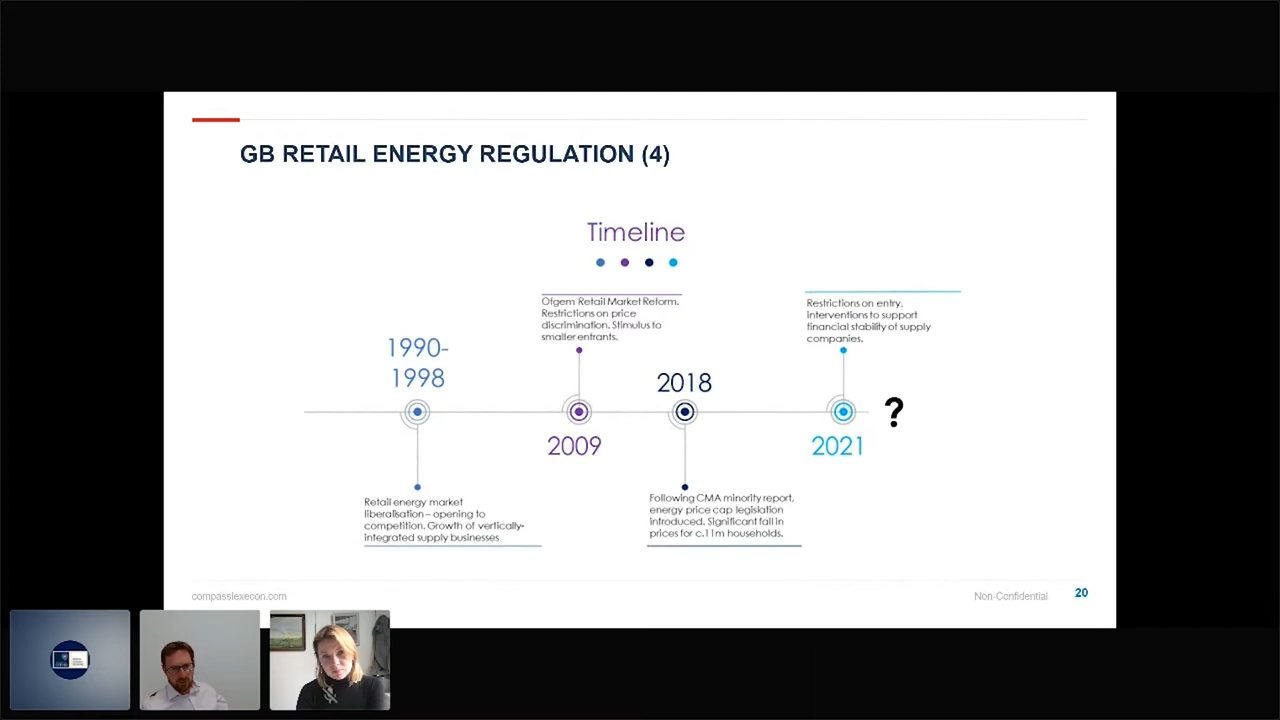 GB RETAIL ENERGY REGULATION (4)
Timeline
Ofgem Retail Market Reform.
Restrictions on price
discrimination. Stimulus to
smaller entrants.
Restrictions on entry,
interventions to support
financial stability of supply
companies.
1990-
1998
2018
?
2009
2021
Retail energy market
liberalisation – opening to
competition. Growth of vertically-
integrated supply businesses
Following CMA minority report,
energy price cap legislation
introduced. Significant fall in
prices for c.11m households.
compasslexecon.com
Non-Confidential
20